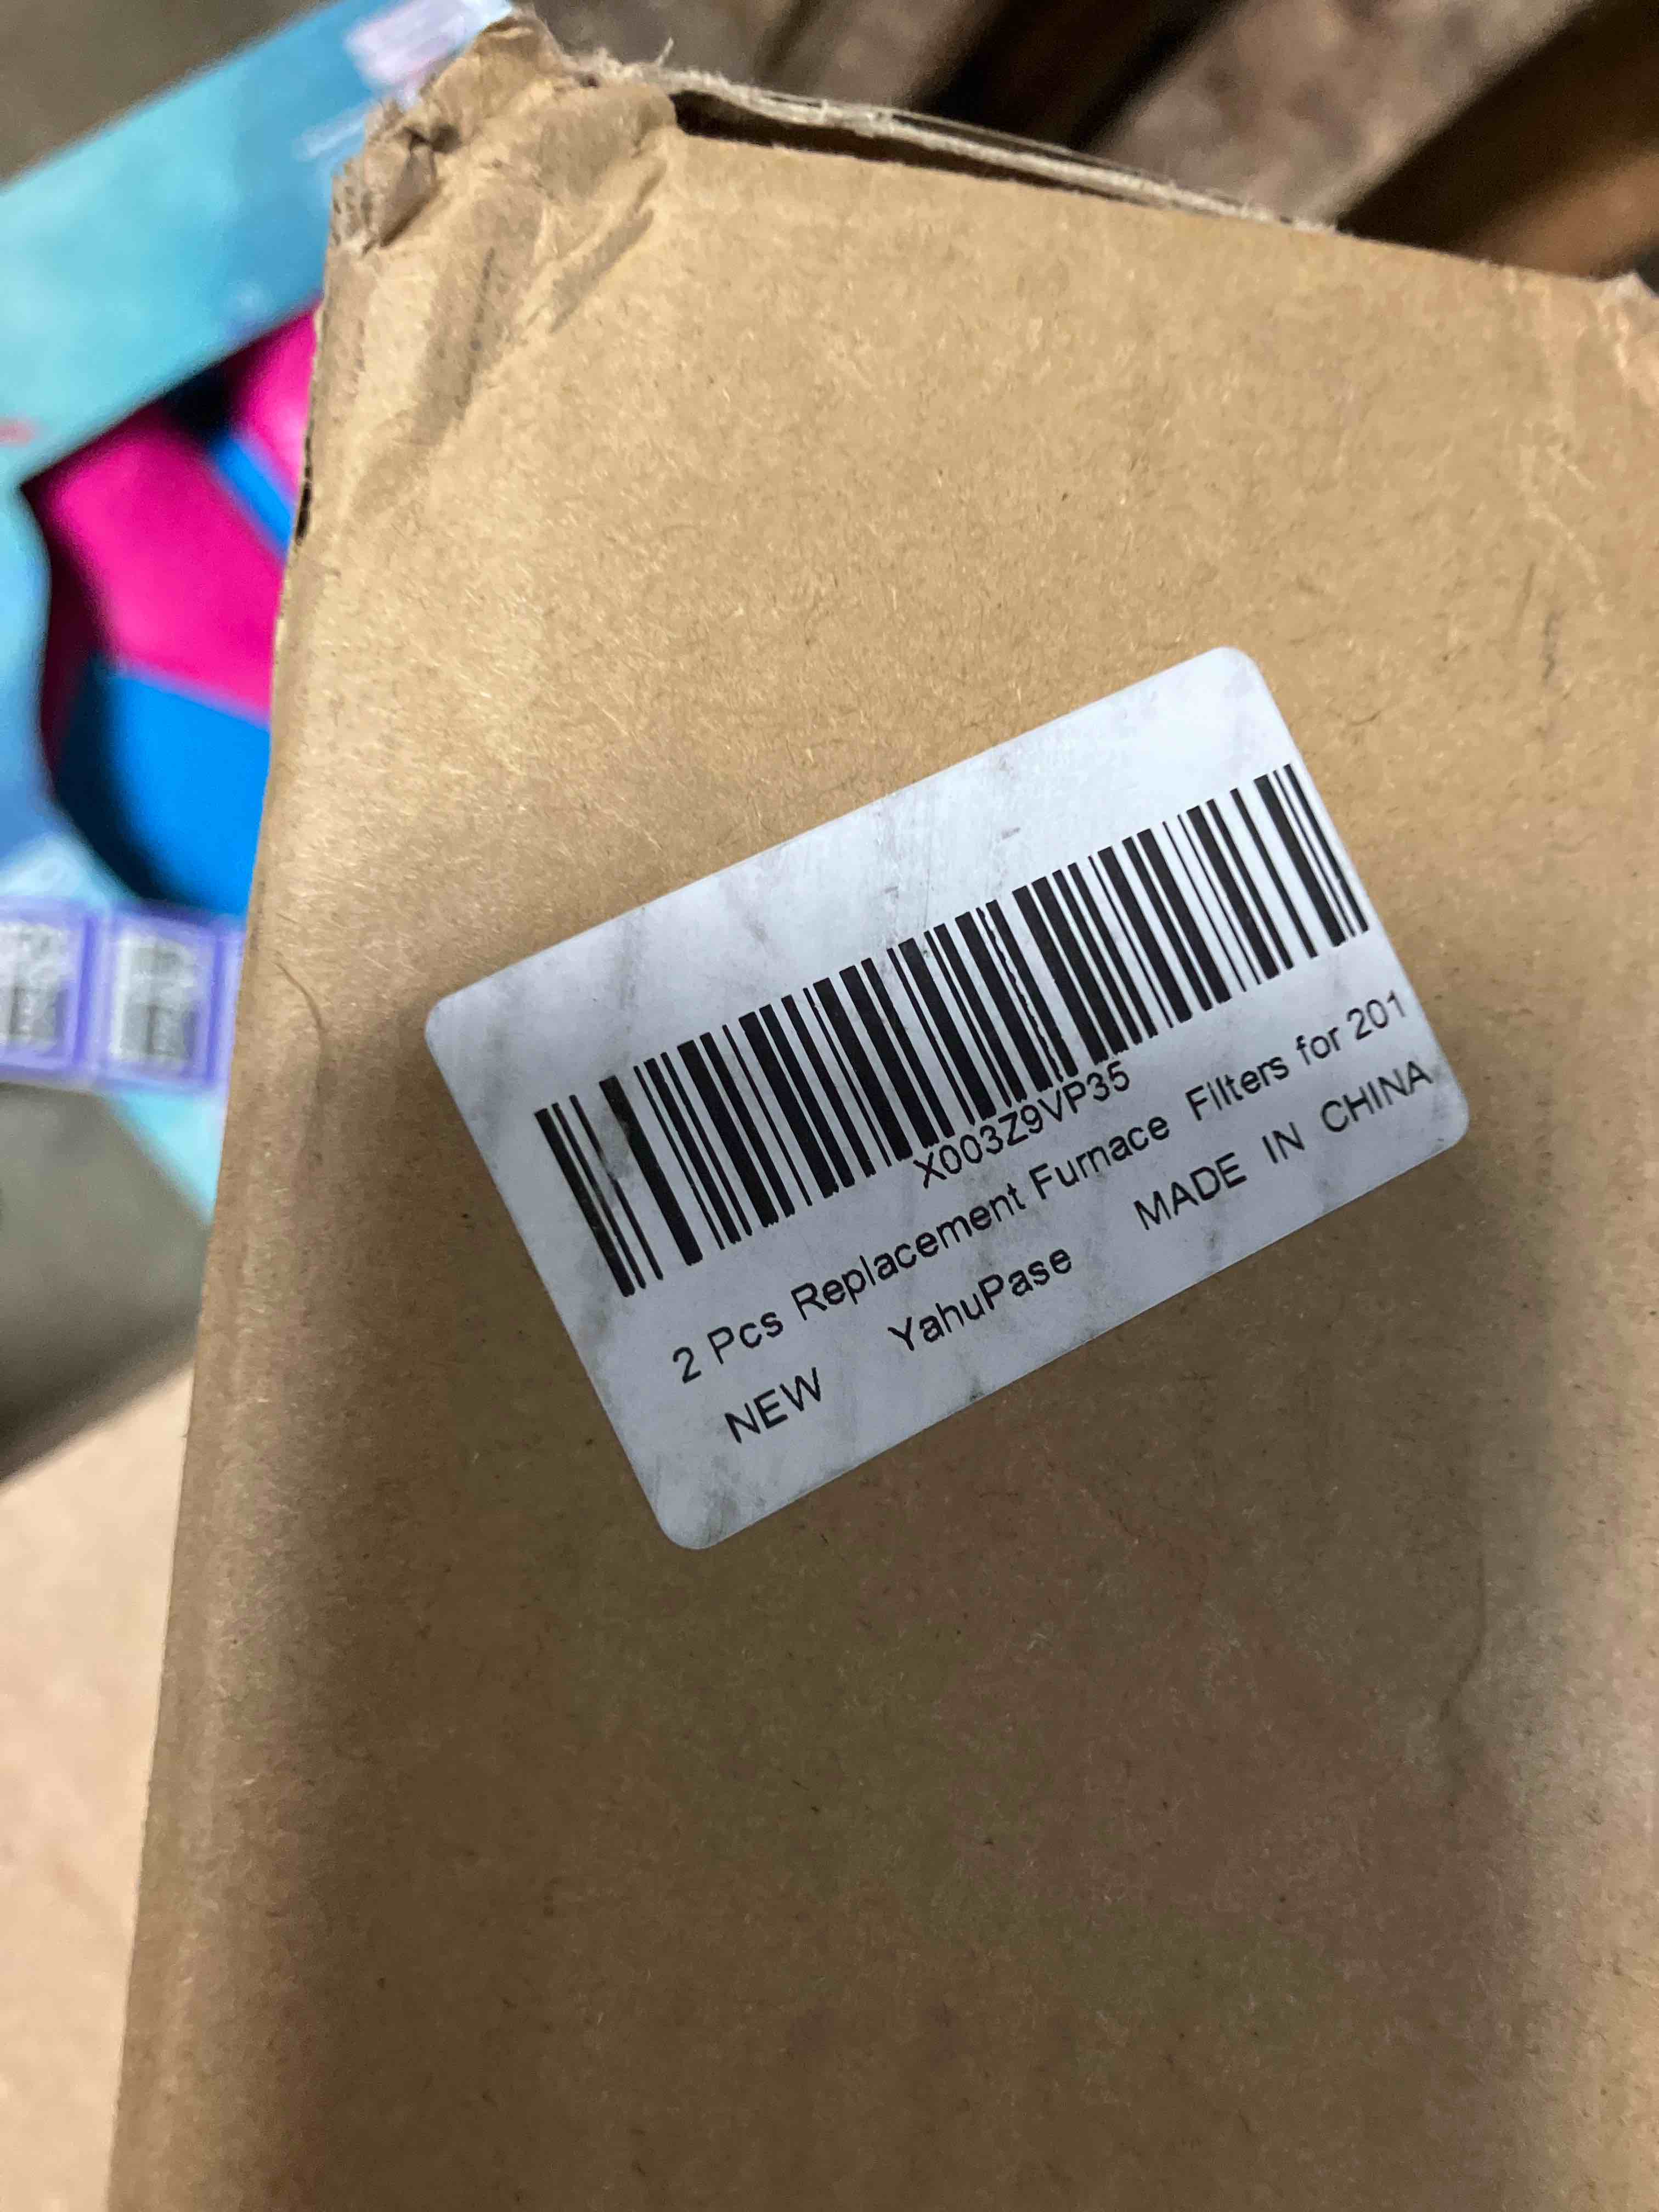 X003Z9VP35
2 Pcs Replacement Furnace Filters for 201
NEW YahuPase MADE IN CHINA